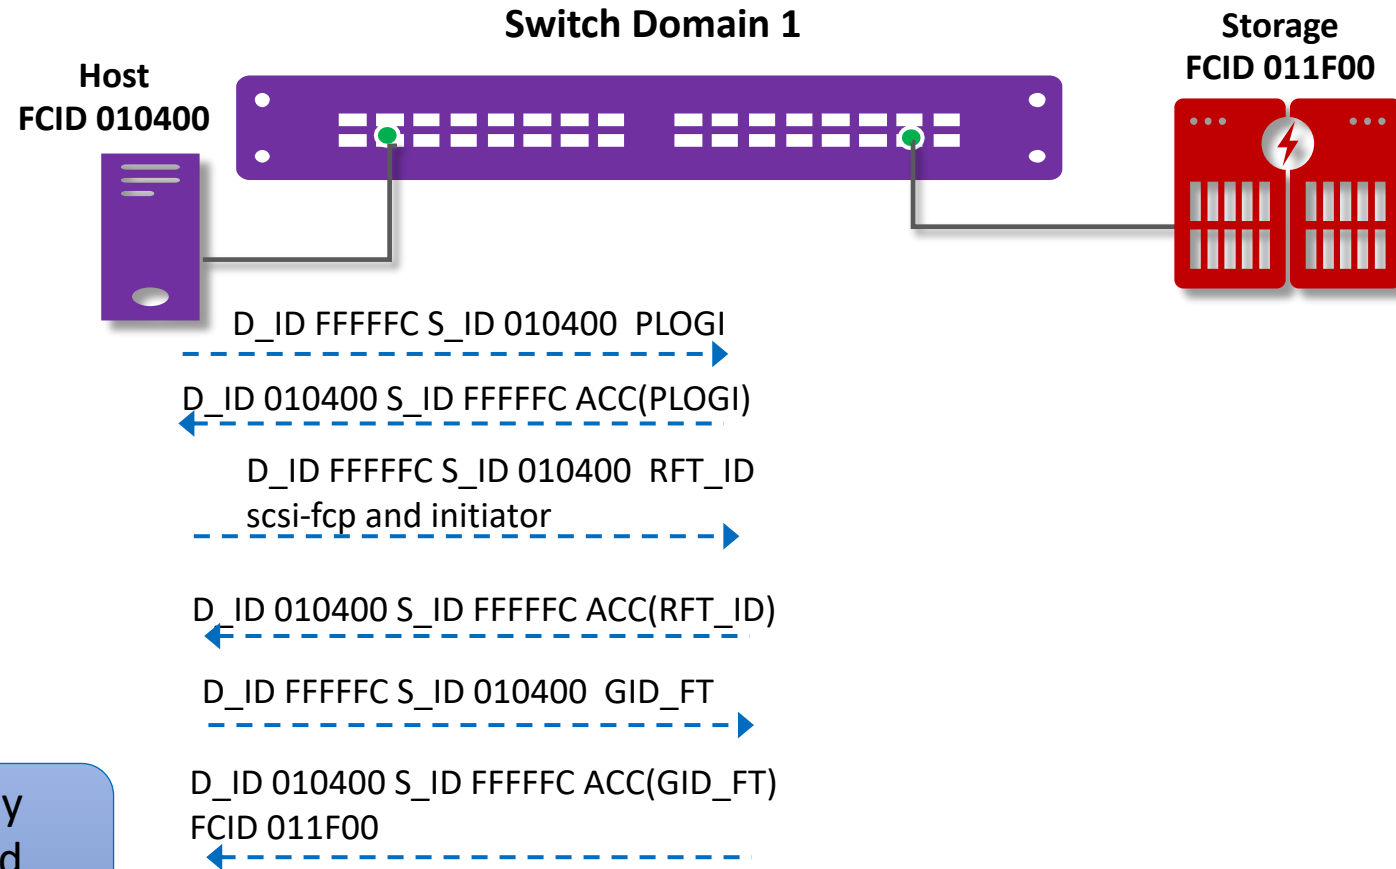 Switch Domain 1
Storage
FCID 011F00
Host
FCID 010400
D_ID FFFFFC S_ID 010400 PLOGI
D_ID 010400 S_ID FFFFFC ACC(PLOGI)
D_ID FFFFFC S_ID 010400 RFT_ID
scsi-fcp and initiator
D_ID 010400 S_ID FFFFFC ACC(RFT_ID)
D_ID FFFFFC S_ID 010400 GID_FT
D_ID 010400 S_ID FFFFFC ACC(GID_FT)
FCID 011F00